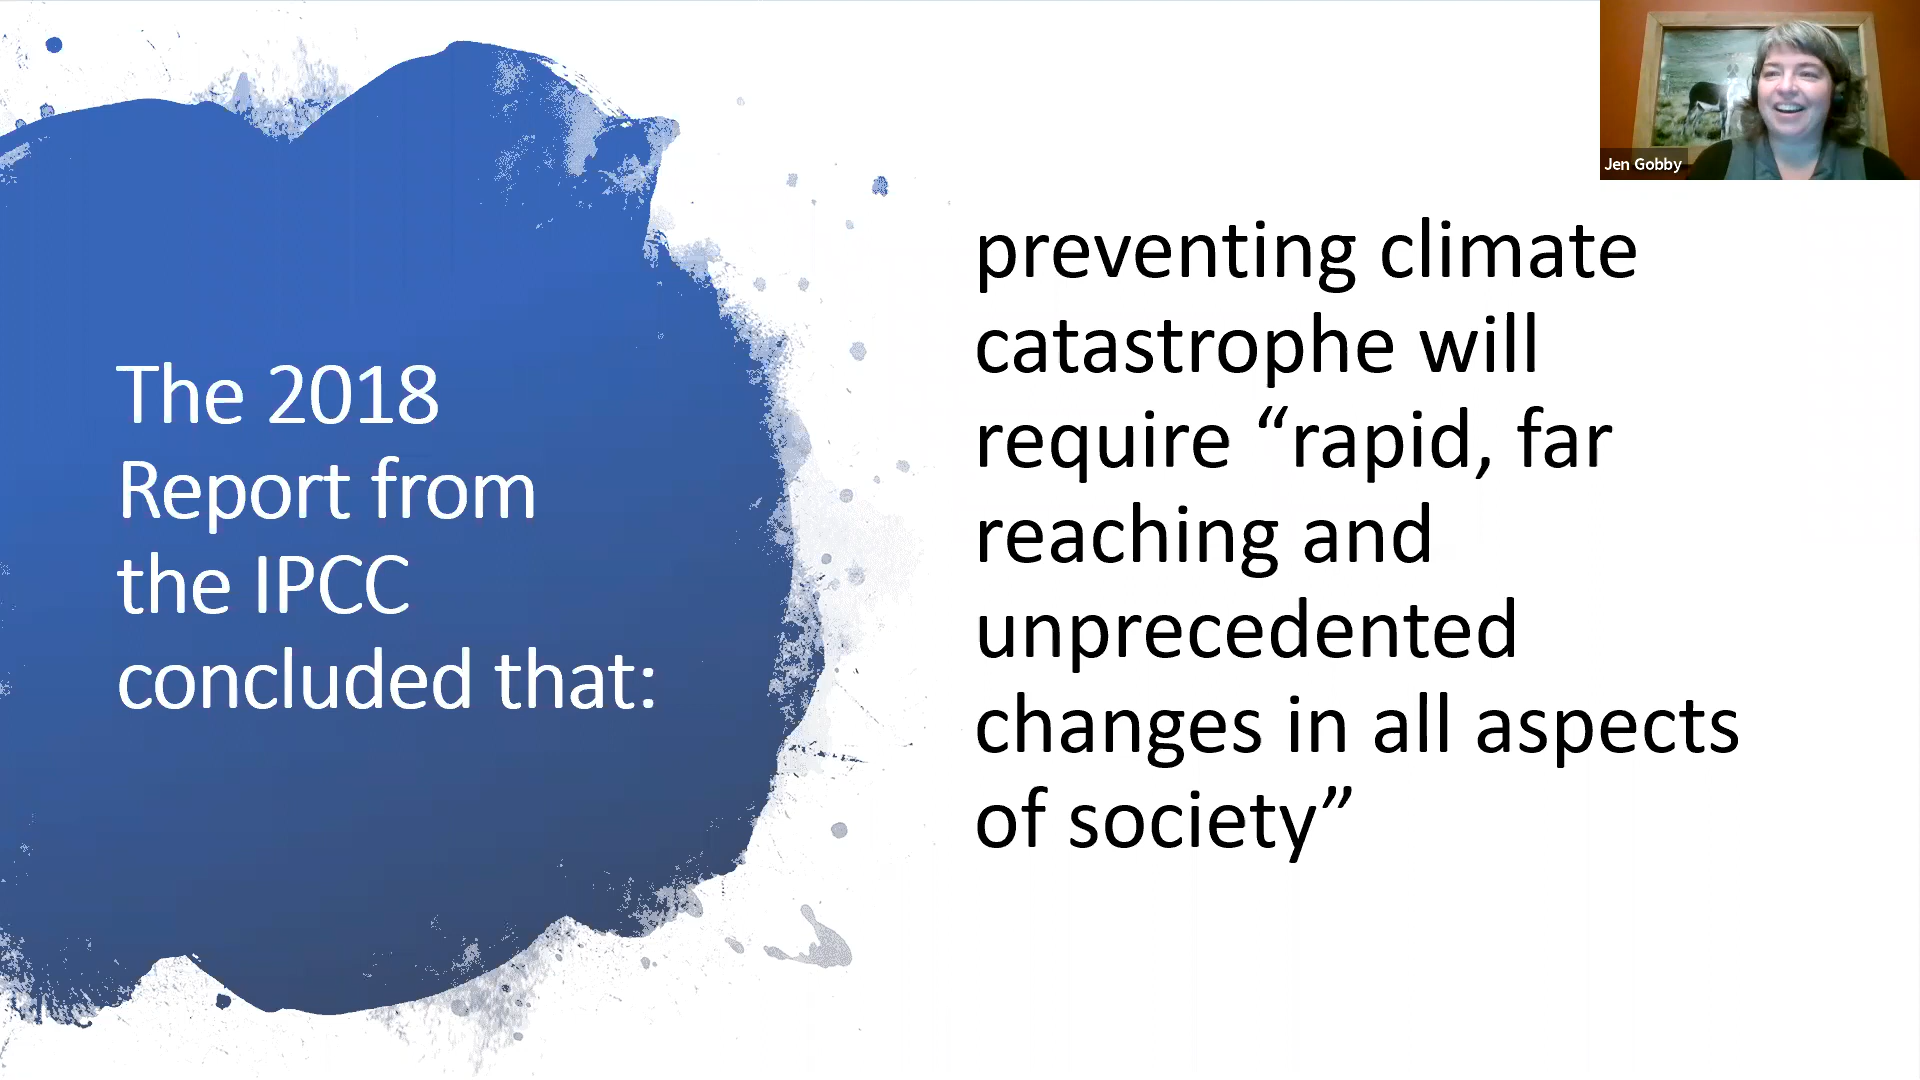 The 2018
Report from
the IPCC
concluded that:
preventing climate
catastrophe will
require “rapid, far
reaching and
unprecedented
changes in all aspects
of society”
Jen Gobby